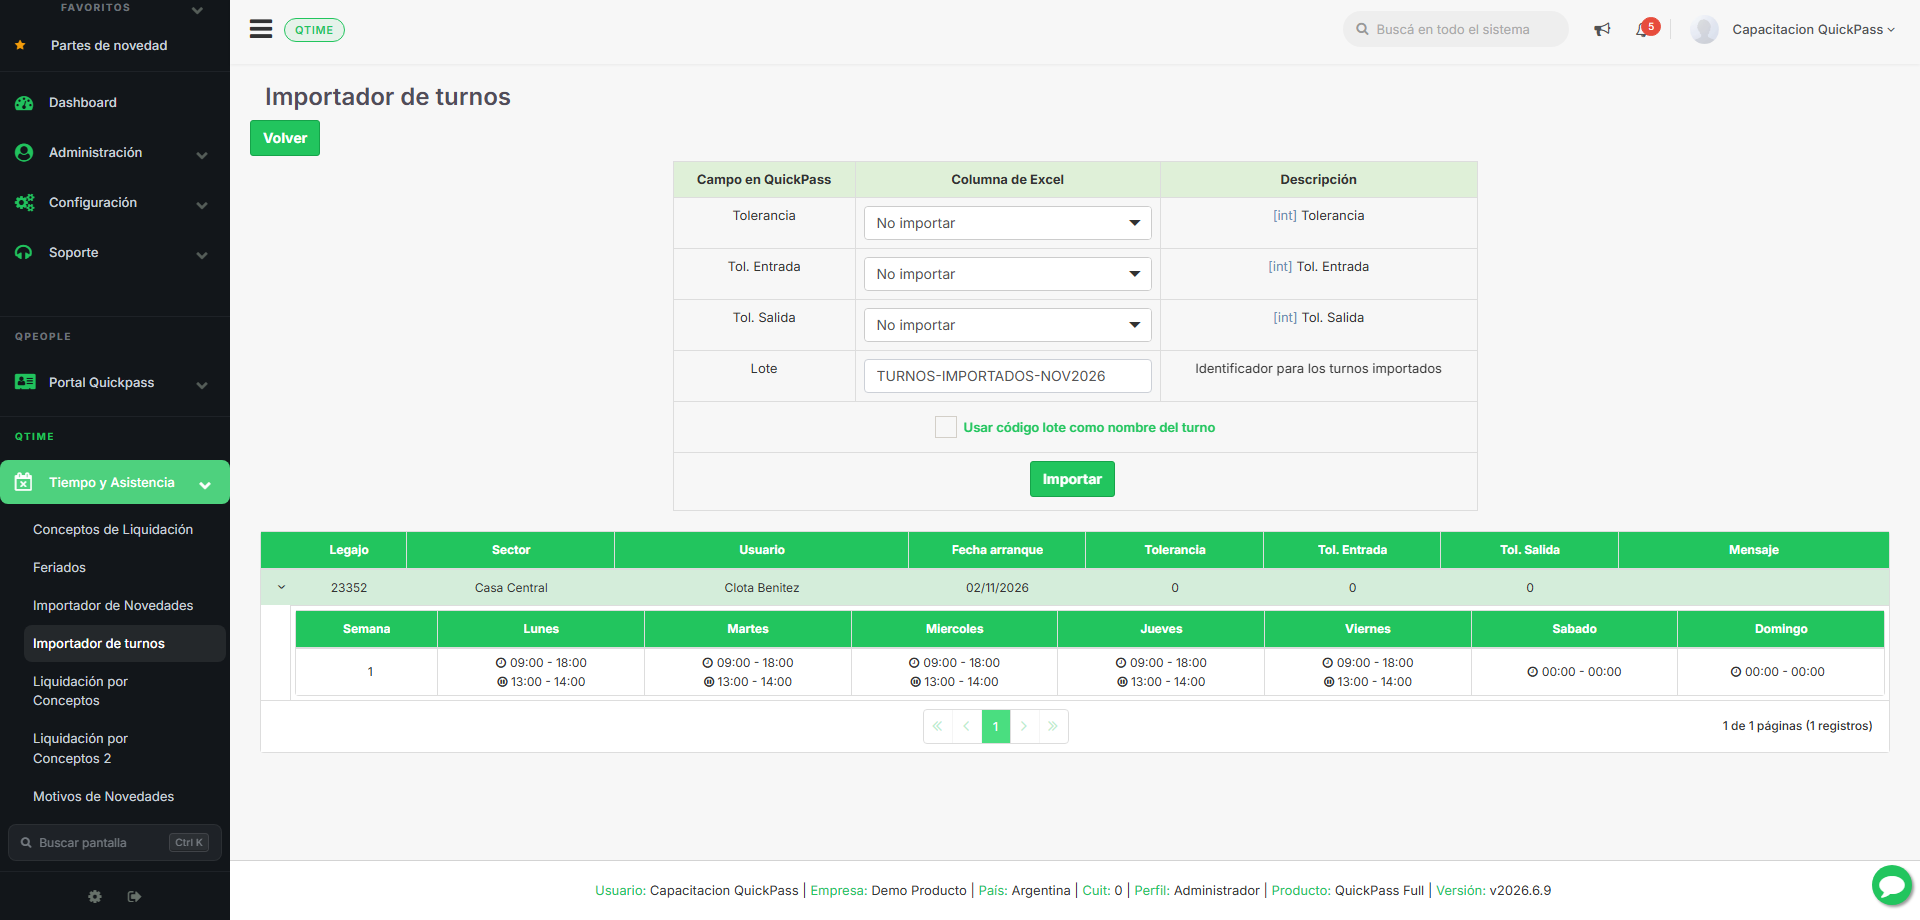 FAVORITOS
Partes de novedad
Dashboard
Administración
Configuración
Soporte
QPEOPLE
Portal Quickpass
QTIME
Tiempo y Asistencia
Conceptos de Liquidación
Feriados
Importador de Novedades
Importador de turnos
Liquidación por
Conceptos
Liquidación por
Conceptos 2
Motivos de Novedades
Buscar pantalla Ctrl K
QTIME
Buscá en todo el sistema
5
Capacitacion QuickPass
Importador de turnos
Volver
Campo en QuickPass Columna de Excel Descripción
Tolerancia No importar [int] Tolerancia
Tol. Entrada No importar [int] Tol. Entrada
Tol. Salida No importar [int] Tol. Salida
Lote TURNOS-IMPORTADOS-NOV2026 Identificador para los turnos importados
Usar código lote como nombre del turno
Importar
Legajo Sector Usuario Fecha arranque Tolerancia Tol. Entrada Tol. Salida Mensaje
23352 Casa Central Clota Benitez 02/11/2026 0 0 0
Semana Lunes Martes Miercoles Jueves Viernes Sabado Domingo
1 09:00 - 18:00 09:00 - 18:00 09:00 - 18:00 09:00 - 18:00 09:00 - 18:00 00:00 - 00:00 00:00 - 00:00
13:00 - 14:00 13:00 - 14:00 13:00 - 14:00 13:00 - 14:00 13:00 - 14:00
« ‹ 1 › »
1 de 1 páginas (1 registros)
Usuario: Capacitacion QuickPass | Empresa: Demo Producto | País: Argentina | Cuit: 0 | Perfil: Administrador | Producto: QuickPass Full | Versión: v2026.6.9